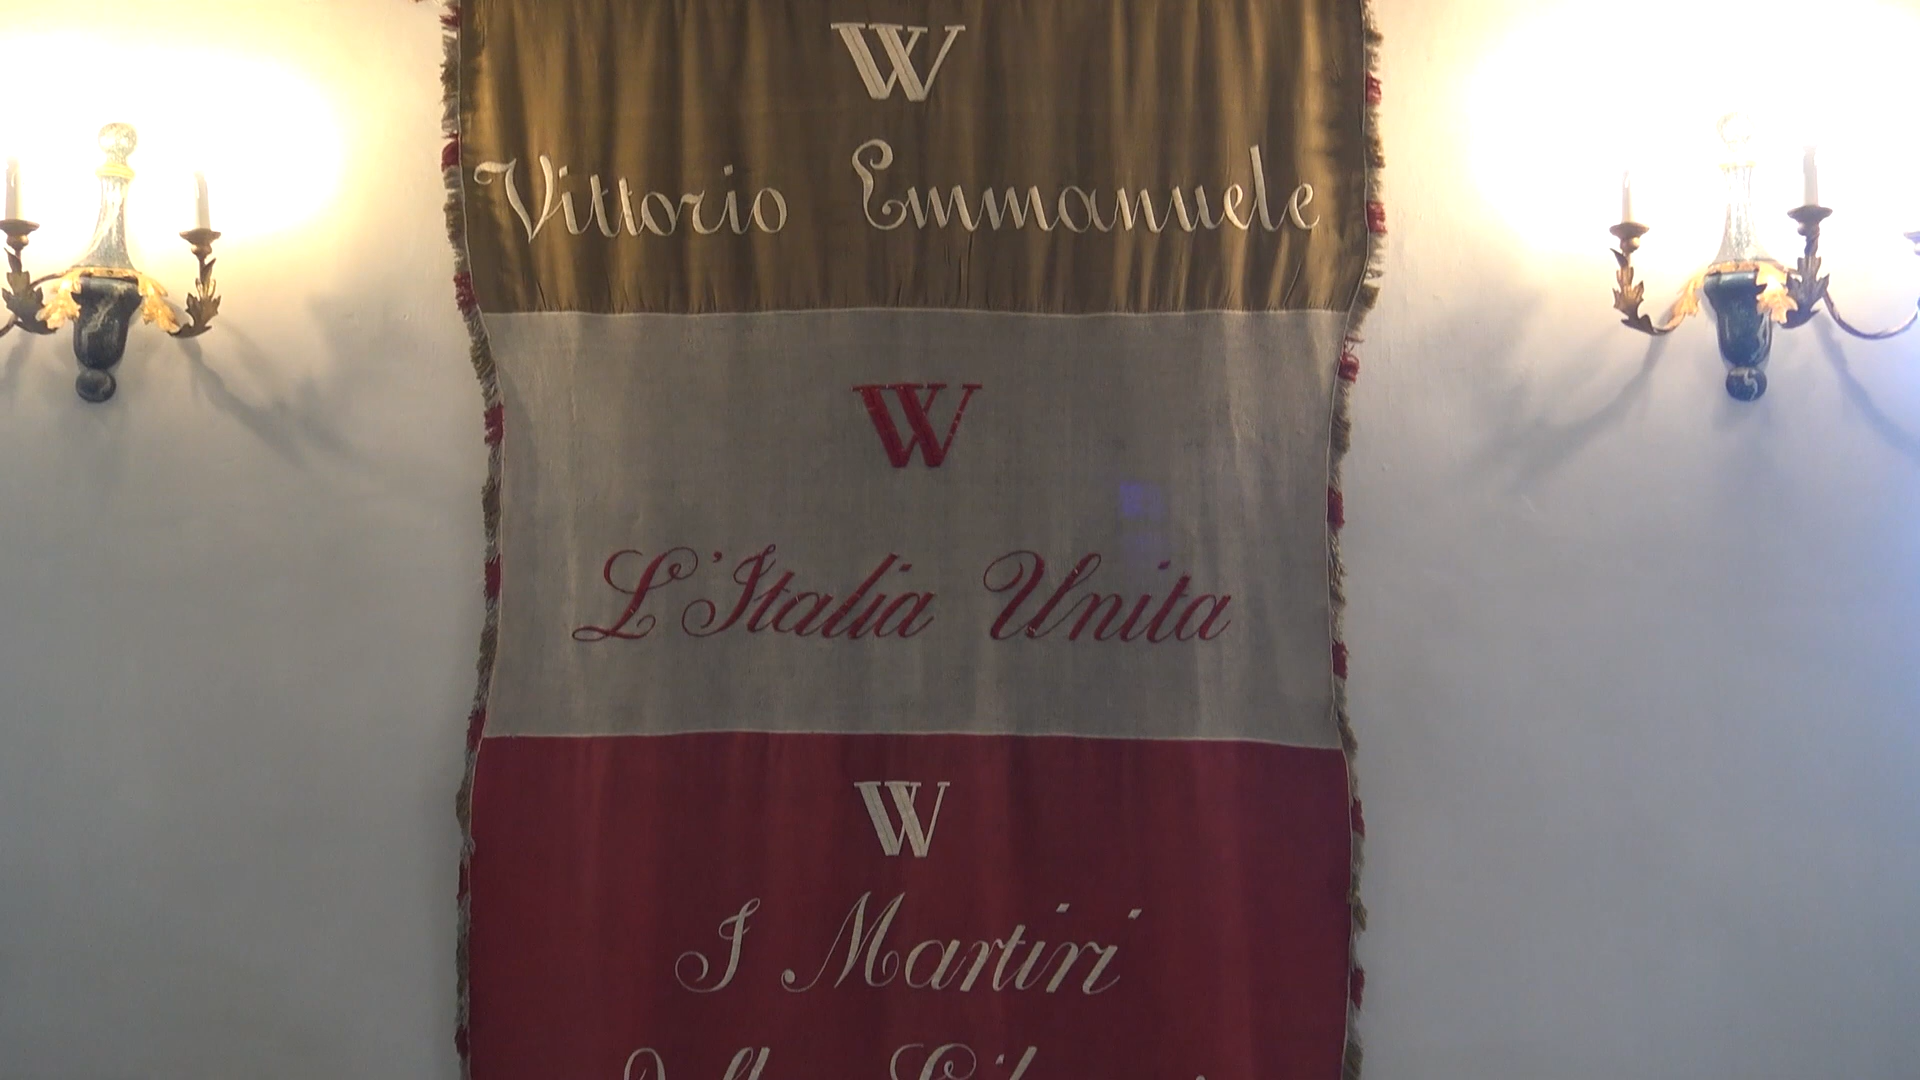 W
Vittorio Emmanuele
W
L'Italia Unita
W
I Martiri